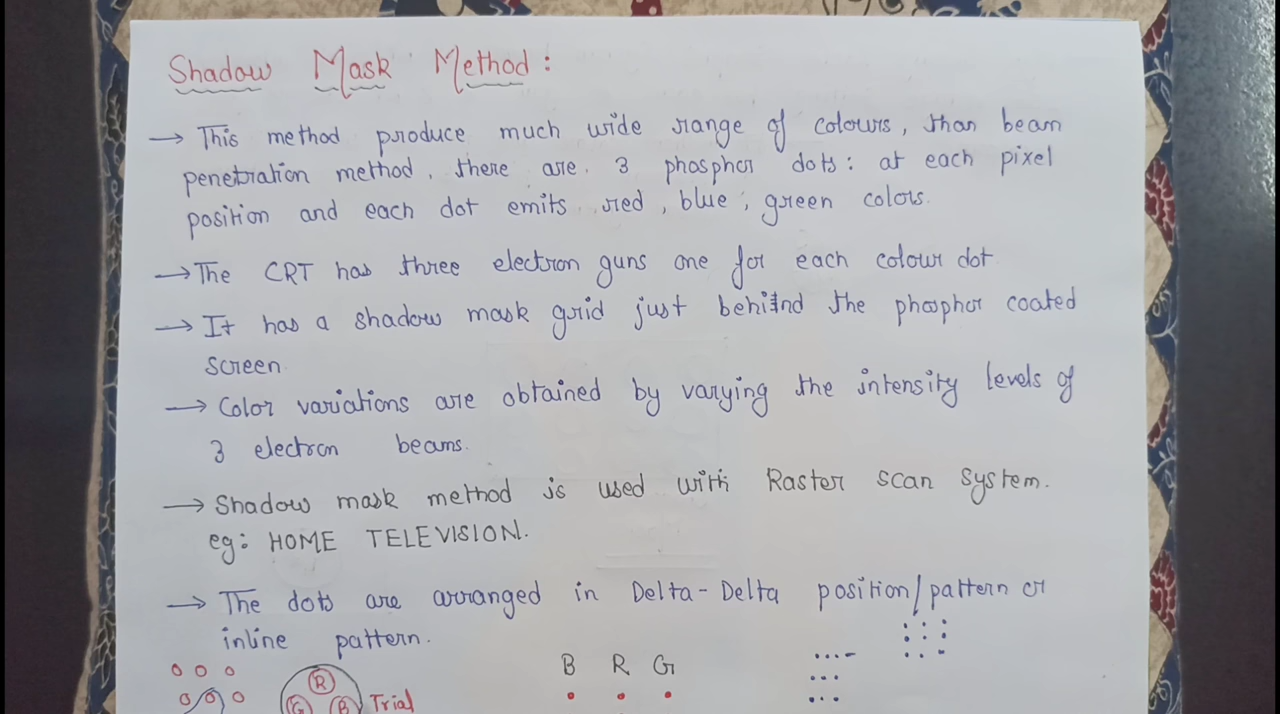 Shadow Mask Method :
→ This method produce much wide range of colours, than beam
penetration method, there are 3 phosphor dots: at each pixel
position and each dot emits red, blue, green colors.
→ The CRT has three electron guns one for each colour dot
→ It has a shadow mask grid just behind the phosphor coated
screen
→ Color variations are obtained by varying the intensity levels of
3 electron beams.
→ Shadow mask method is used with Raster scan system.
eg: HOME TELEVISION.
→ The dots are arranged in Delta-Delta position/pattern or
inline pattern.
B R G
R
G B Trial